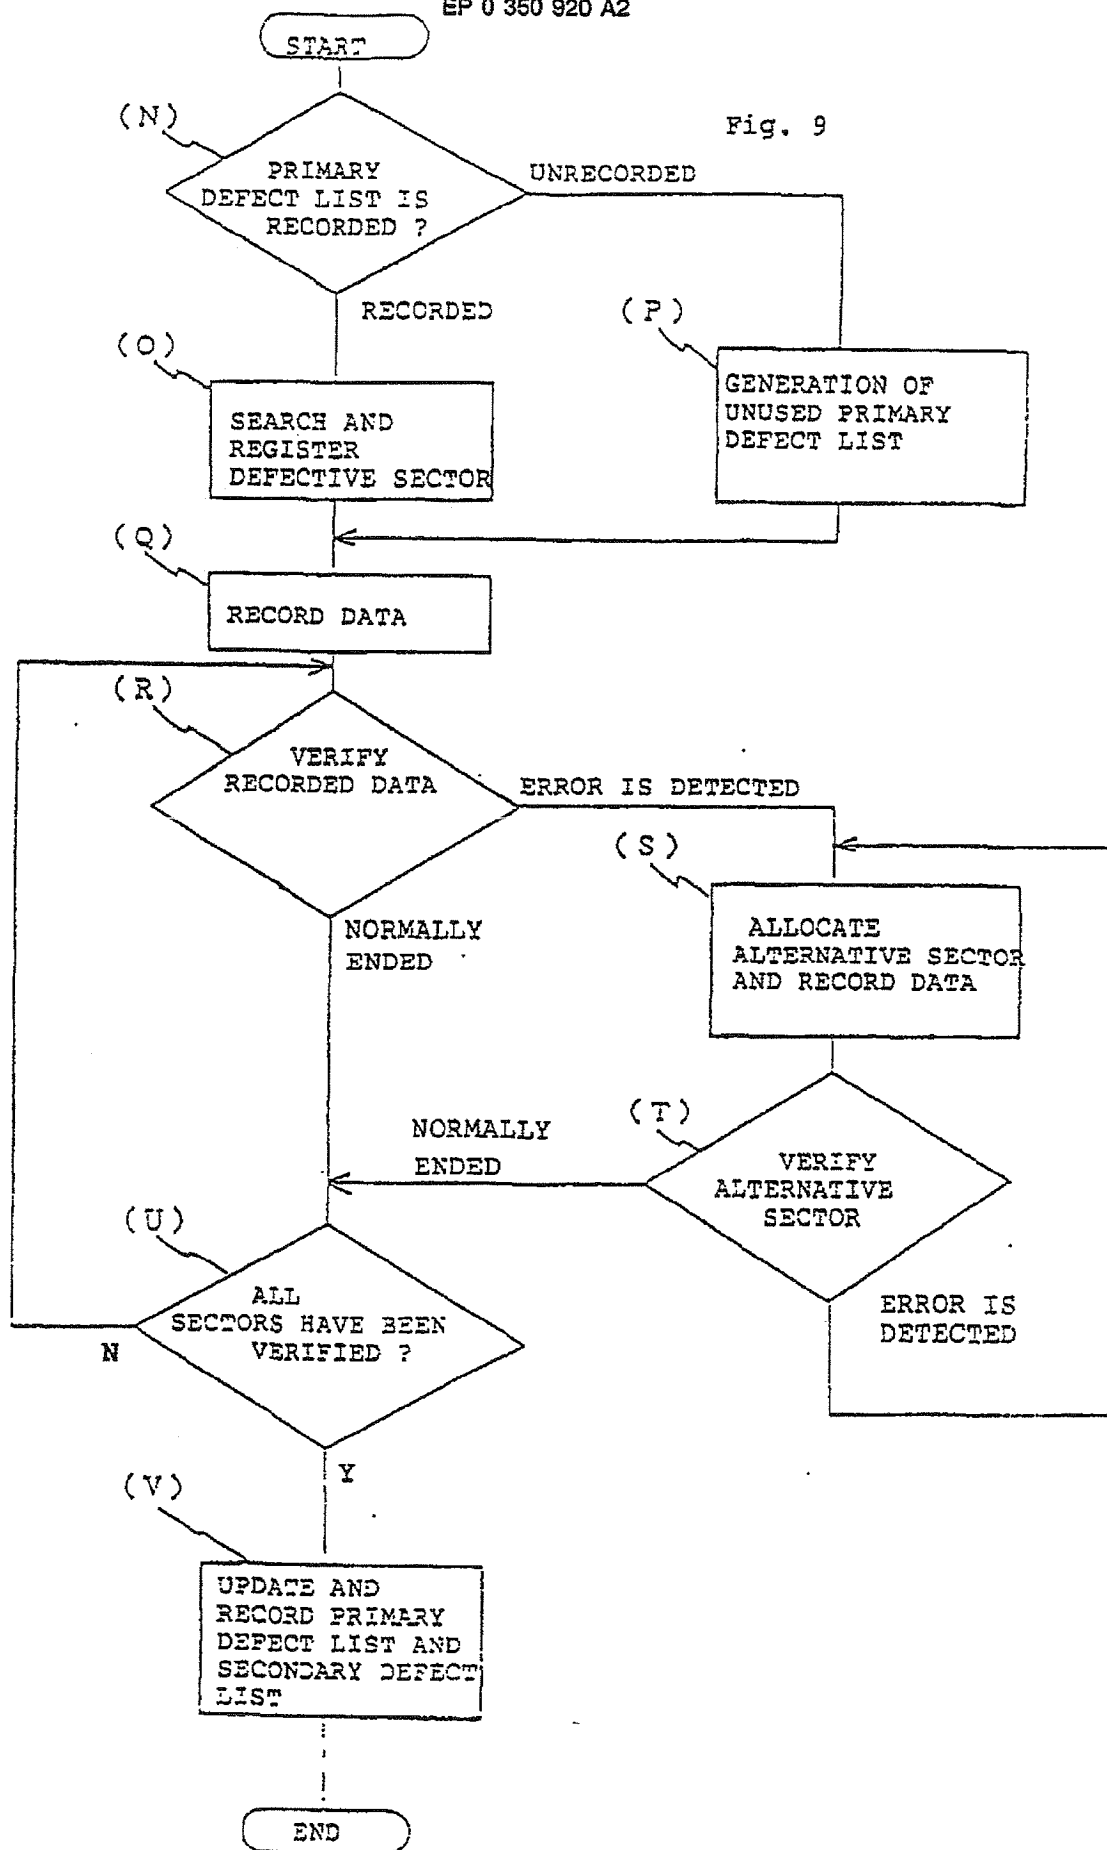 EP 0 350 920 A2
START
(N)
Fig. 9
PRIMARY
DEFECT LIST IS
RECORDED ?
UNRECORDED
RECORDED
(P)
(O)
GENERATION OF
UNUSED PRIMARY
DEFECT LIST
SEARCH AND
REGISTER
DEFECTIVE SECTOR
(Q)
RECORD DATA
(R)
VERIFY
RECORDED DATA
ERROR IS DETECTED
(S)
NORMALLY
ENDED
ALLOCATE
ALTERNATIVE SECTOR
AND RECORD DATA
(T)
NORMALLY
ENDED
VERIFY
ALTERNATIVE
SECTOR
(U)
ALL
SECTORS HAVE BEEN
VERIFIED ?
N
ERROR IS
DETECTED
Y
(V)
UPDATE AND
RECORD PRIMARY
DEFECT LIST AND
SECONDARY DEFECT
LIST
END